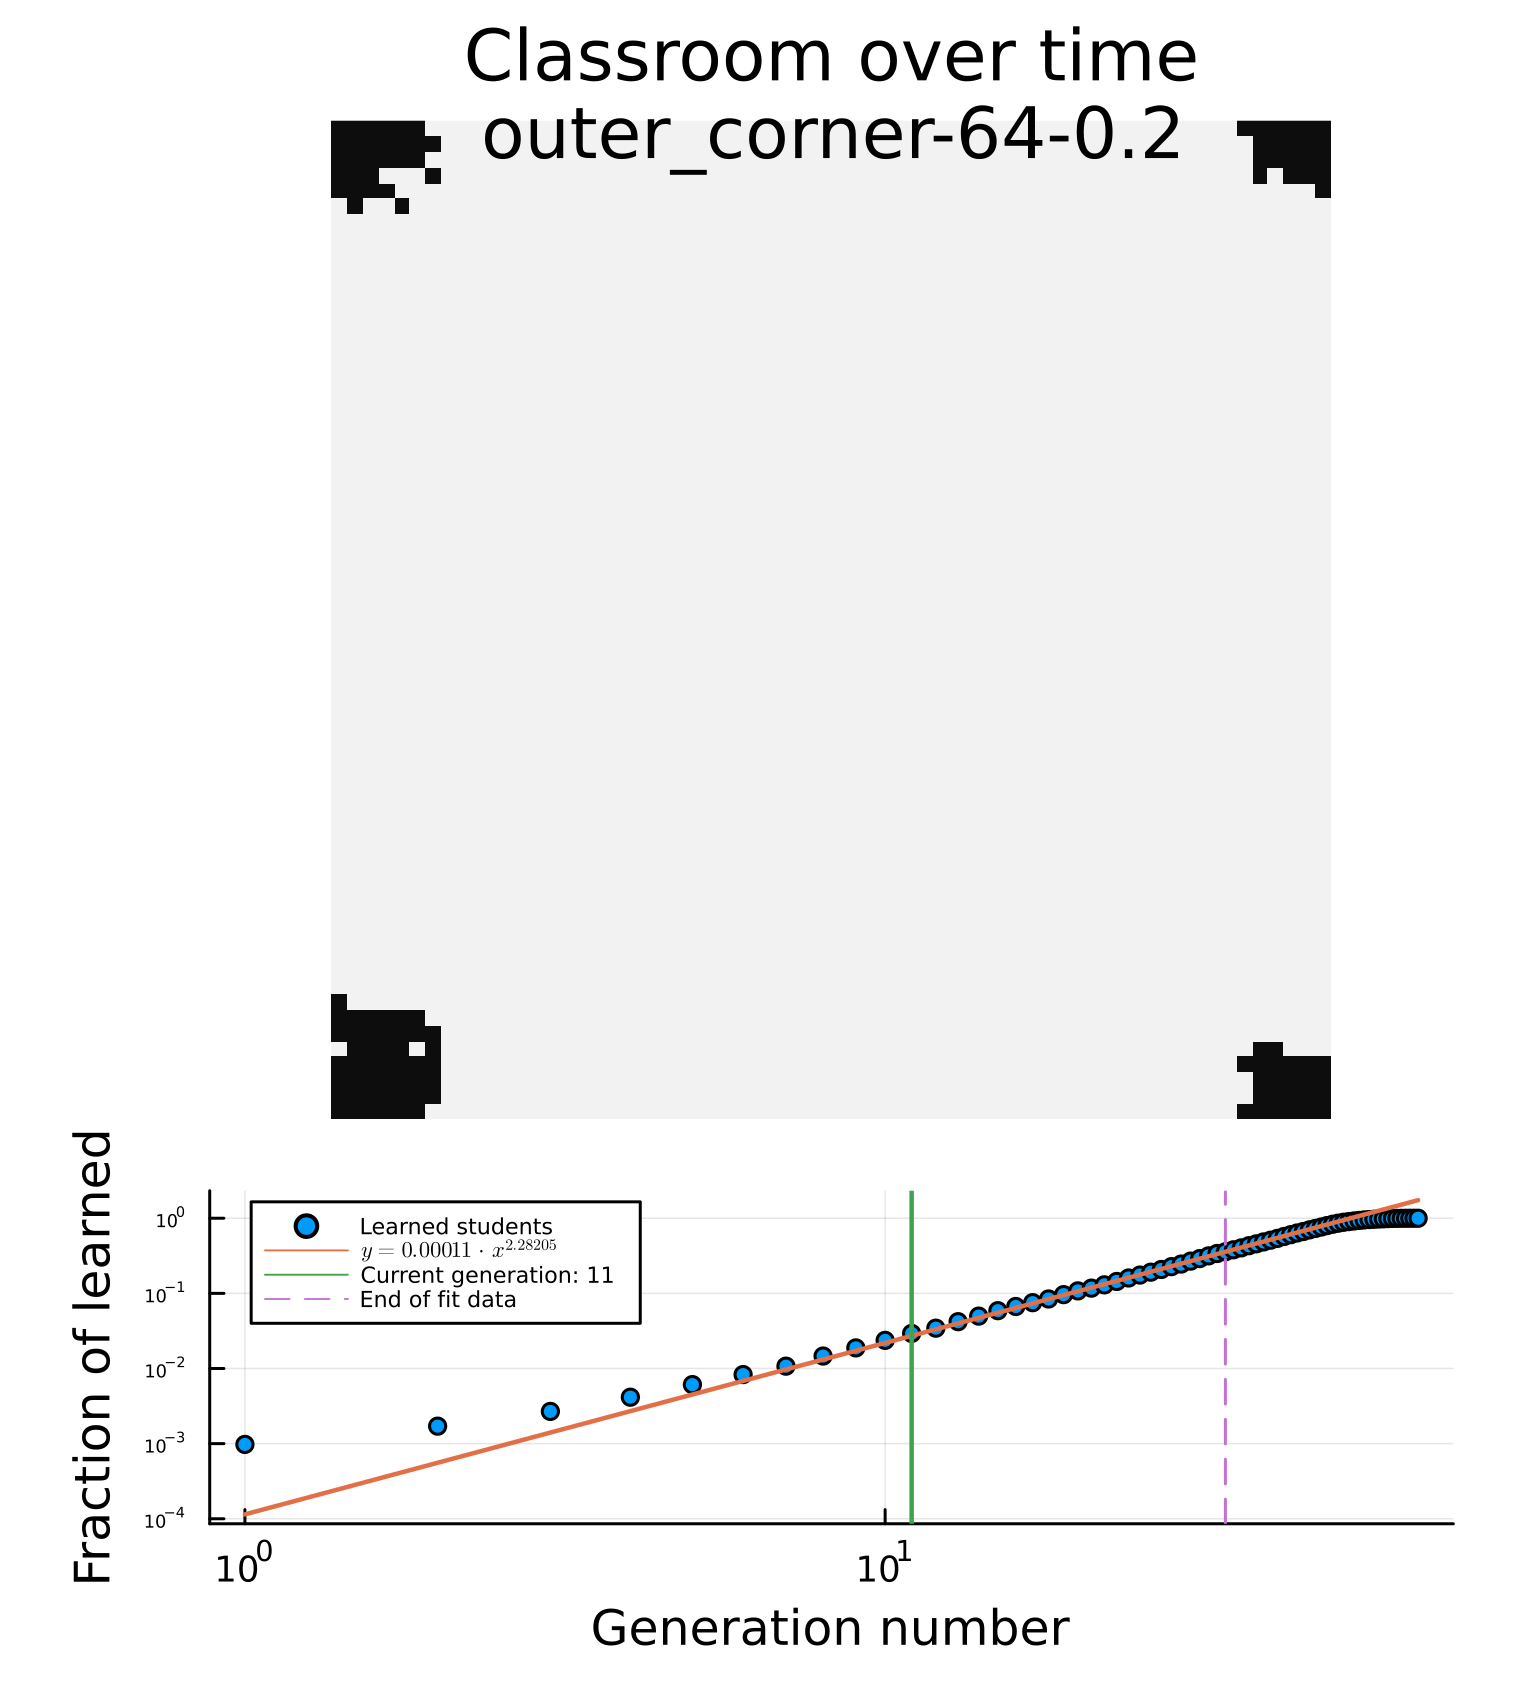 Classroom over time
outer_corner-64-0.2
Fraction of learned
10^0
10^-1
10^-2
10^-3
10^-4
Learned students
y = 0.00011 · x^2.28205
Current generation: 11
End of fit data
10^0
10^1
Generation number